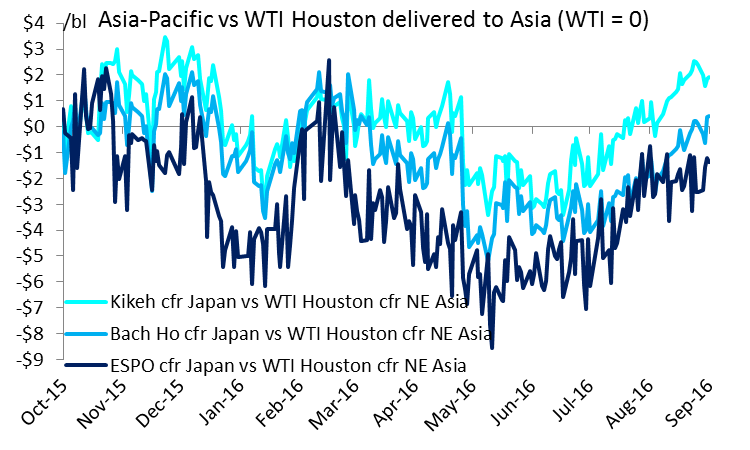 $4
/bl Asia-Pacific vs WTI Houston delivered to Asia (WTI = 0)
$3
$2
$1
$0
-$1
-$2
-$3
-$4
-$5
-$6
-$7
-$8
-$9
Kikeh cfr Japan vs WTI Houston cfr NE Asia
Bach Ho cfr Japan vs WTI Houston cfr NE Asia
ESPO cfr Japan vs WTI Houston cfr NE Asia
Oct-15
Nov-15
Dec-15
Jan-16
Feb-16
Mar-16
Apr-16
May-16
Jun-16
Jul-16
Aug-16
Sep-16